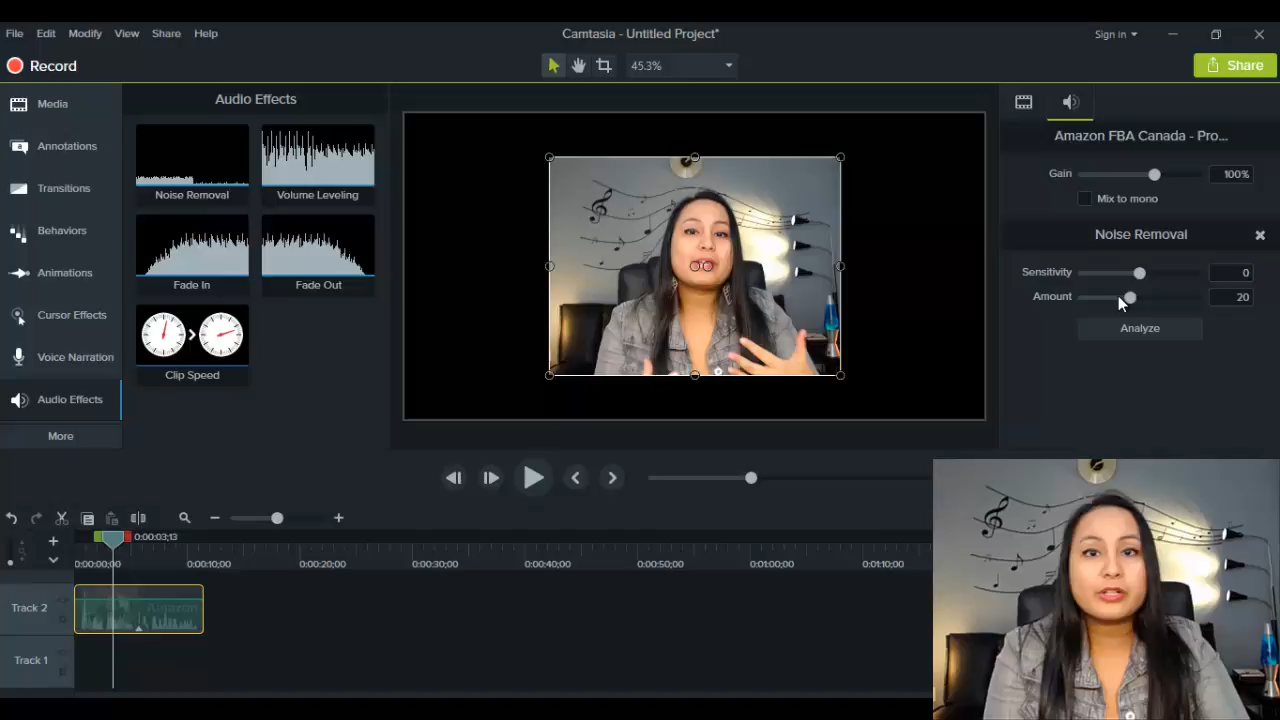 File Edit Modify View Share Help
Camtasia - Untitled Project*
Sign in
Record
45.3%
Share
Media
Annotations
Transitions
Behaviors
Animations
Cursor Effects
Voice Narration
Audio Effects
More
Audio Effects
Noise Removal
Volume Leveling
Fade In
Fade Out
Clip Speed
Amazon FBA Canada - Pro...
Gain 100%
Mix to mono
Noise Removal
Sensitivity 0
Amount 20
Analyze
0:00:03;13
0:00:00;00 0:00:10;00 0:00:20;00 0:00:30;00 0:00:40;00 0:00:50;00 0:01:00;00 0:01:10;00
Track 2
Amazon
Track 1